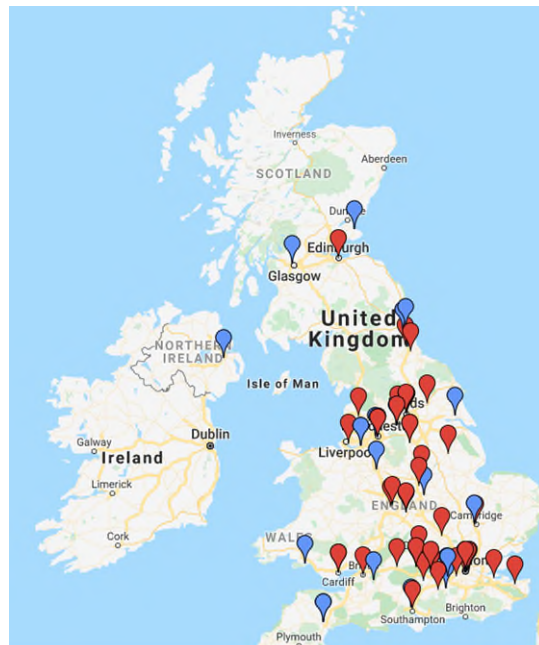 Inverness
Aberdeen
SCOTLAND
Edinburgh
Glasgow
United
Kingdom
NORTHERN
IRELAND
Isle of Man
Dublin
Galway
Ireland
Liverpool
Limerick
ENGLAND
Cambridge
WALES
Cork
Cardiff
Southampton
Brighton
Plymouth